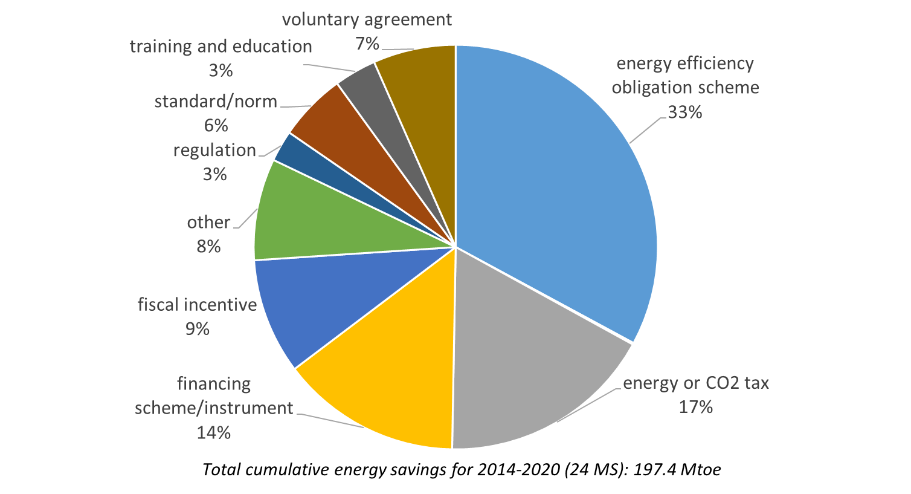 voluntary agreement
7%
training and education
3%
standard/norm
6%
regulation
3%
other
8%
fiscal incentive
9%
financing
scheme/instrument
14%
energy efficiency
obligation scheme
33%
energy or CO2 tax
17%
Total cumulative energy savings for 2014-2020 (24 MS): 197.4 Mtoe